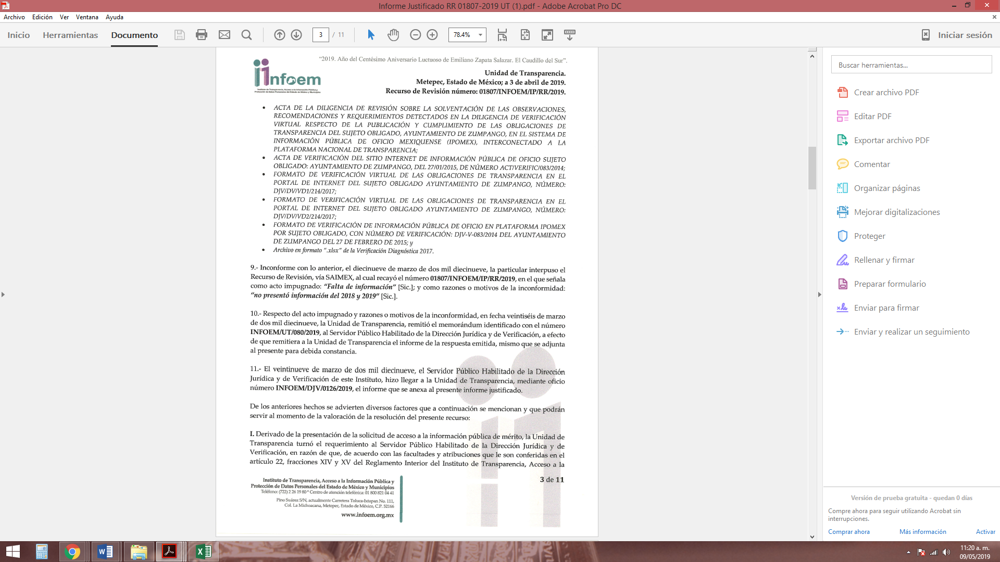 Informe Justificado RR 01807-2019 UT (1).pdf - Adobe Acrobat Pro DC
Archivo Edición Ver Ventana Ayuda
Inicio Herramientas Documento
3 / 11
78.4%
Iniciar sesión
"2019. Año del Centésimo Aniversario Luctuoso de Emiliano Zapata Salazar. El Caudillo del Sur".
infoem
Instituto de Transparencia, Acceso a la Información Pública y
Protección de Datos Personales del Estado de México y Municipios
Unidad de Transparencia.
Metepec, Estado de México; a 3 de abril de 2019.
Recurso de Revisión número: 01807/INFOEM/IP/RR/2019.
• ACTA DE LA DILIGENCIA DE REVISIÓN SOBRE LA SOLVENTACIÓN DE LAS OBSERVACIONES,
RECOMENDACIONES Y REQUERIMIENTOS DETECTADOS EN LA DILIGENCIA DE VERIFICACIÓN
VIRTUAL RESPECTO DE LA PUBLICACIÓN Y CUMPLIMIENTO DE LAS OBLIGACIONES DE
TRANSPARENCIA DEL SUJETO OBLIGADO, AYUNTAMIENTO DE ZUMPANGO, EN EL SISTEMA DE
INFORMACIÓN PÚBLICA DE OFICIO MEXIQUENSE (IPOMEX), INTERCONECTADO A LA
PLATAFORMA NACIONAL DE TRANSPARENCIA;
• ACTA DE VERIFICACIÓN DEL SITIO INTERNET DE INFORMACIÓN PÚBLICA DE OFICIO SUJETO
OBLIGADO: AYUNTAMIENTO DE ZUMPANGO, DEL 27/01/2015, DE NÚMERO ACT/VERIFIC/083/2014;
• FORMATO DE VERIFICACIÓN VIRTUAL DE LAS OBLIGACIONES DE TRANSPARENCIA EN EL
PORTAL DE INTERNET DEL SUJETO OBLIGADO AYUNTAMIENTO DE ZUMPANGO, NÚMERO:
DJV/DV/VD1/214/2017;
• FORMATO DE VERIFICACIÓN VIRTUAL DE LAS OBLIGACIONES DE TRANSPARENCIA EN EL
PORTAL DE INTERNET DEL SUJETO OBLIGADO AYUNTAMIENTO DE ZUMPANGO, NÚMERO:
DJV/DV/VD2/214/2017;
• FORMATO DE VERIFICACIÓN DE INFORMACIÓN PÚBLICA DE OFICIO EN PLATAFORMA IPOMEX
POR SUJETO OBLIGADO, CON NÚMERO DE VERIFICACIÓN: DJV-V-083/2014 DEL AYUNTAMIENTO
DE ZUMPANGO DEL 27 DE FEBRERO DE 2015; y
• Archivo en formato ".xlsx" de la Verificación Diagnóstica 2017.
9.- Inconforme con lo anterior, el diecinueve de marzo de dos mil diecinueve, la particular interpuso el
Recurso de Revisión, vía SAIMEX, al cual recayó el número 01807/INFOEM/IP/RR/2019, en el que señala
como acto impugnado: "Falta de información" [Sic.]; y como razones o motivos de la inconformidad:
"no presentó información del 2018 y 2019" [Sic.].
10.- Respecto del acto impugnado y razones o motivos de la inconformidad, en fecha veintiséis de marzo
de dos mil diecinueve, la Unidad de Transparencia, remitió el memorándum identificado con el número
INFOEM/UT/080/2019, al Servidor Público Habilitado de la Dirección Jurídica y de Verificación, a efecto
de que remitiera a la Unidad de Transparencia el informe de la respuesta emitida, mismo que se adjunta
al presente para debida constancia.
11.- El veintinueve de marzo de dos mil diecinueve, el Servidor Público Habilitado de la Dirección
Jurídica y de Verificación de este Instituto, hizo llegar a la Unidad de Transparencia, mediante oficio
número INFOEM/DJV/0126/2019, el informe que se anexa al presente informe justificado.
De los anteriores hechos se advierten diversos factores que a continuación se mencionan y que podrán
servir al momento de la valoración de la resolución del presente recurso:
I. Derivado de la presentación de la solicitud de acceso a la información pública de mérito, la Unidad de
Transparencia turnó el requerimiento al Servidor Público Habilitado de la Dirección Jurídica y de
Verificación, en razón de que, de acuerdo con las facultades y atribuciones que le son conferidas en el
artículo 22, fracciones XIV y XV del Reglamento Interior del Instituto de Transparencia, Acceso a la
3 de 11
Instituto de Transparencia, Acceso a la Información Pública y
Protección de Datos Personales del Estado de México y Municipios
Teléfono: (722) 2 26 19 80 * Centro de atención telefónica: 01 800 821 04 41
Pino Suárez S/N, actualmente Carretera Toluca-Ixtapan No. 111,
Col. La Michoacana, Metepec, Estado de México, C.P. 52166
www.infoem.org.mx
Buscar herramientas...
Crear archivo PDF
Editar PDF
Exportar archivo PDF
Comentar
Organizar páginas
Mejorar digitalizaciones
Proteger
Rellenar y firmar
Preparar formulario
Enviar para firmar
Enviar y realizar un seguimiento
Versión de prueba gratuita - quedan 0 días
Compre ahora para seguir utilizando Acrobat sin
interrupciones.
Comprar ahora Más información Activar
11:20 a. m.
09/05/2019